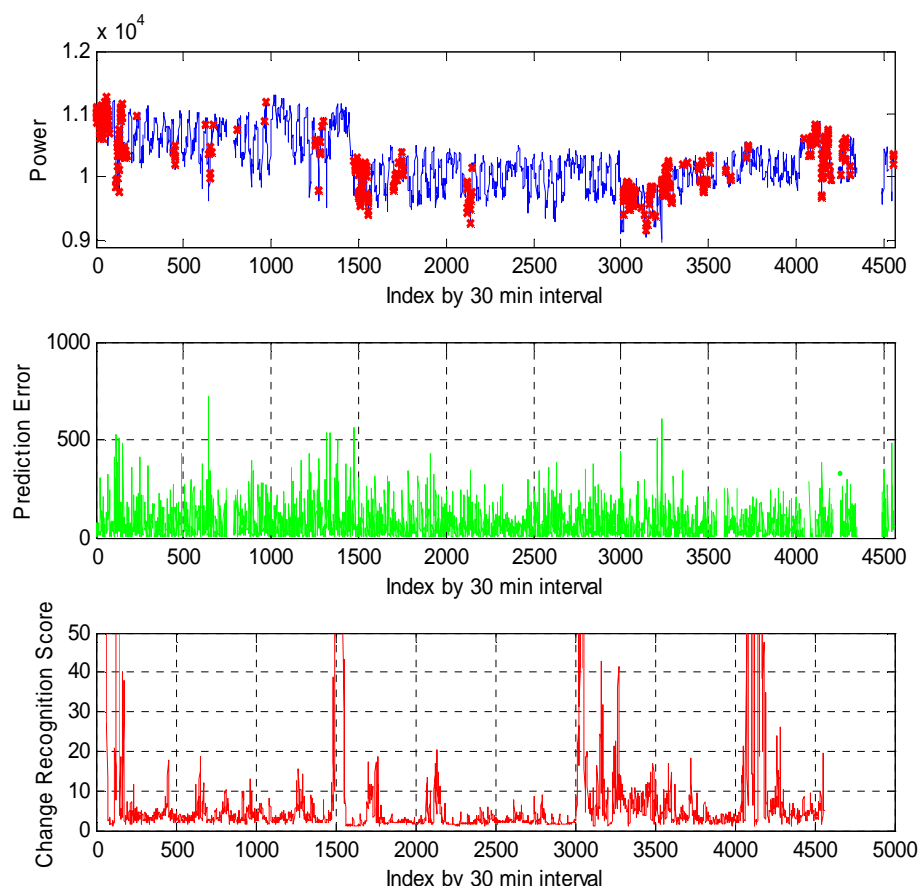 x 10^4
1.2
1.1
1.0
0.9
Power
0 500 1000 1500 2000 2500 3000 3500 4000 4500
Index by 30 min interval
1000
500
0
Prediction Error
0 500 1000 1500 2000 2500 3000 3500 4000 4500
Index by 30 min interval
50
40
30
20
10
0
Change Recognition Score
0 500 1000 1500 2000 2500 3000 3500 4000 4500 5000
Index by 30 min interval